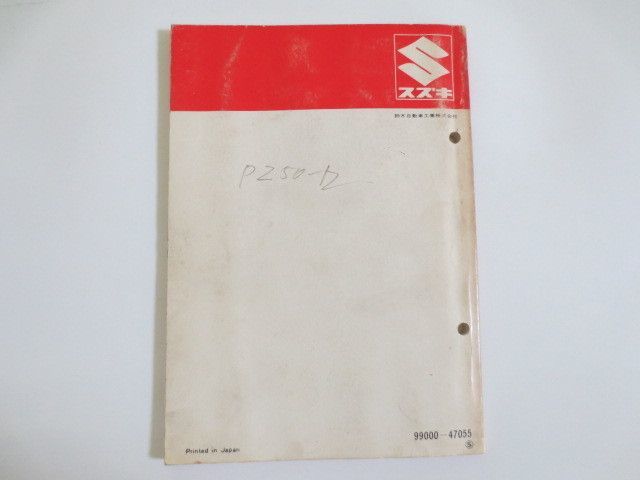 スズキ
鈴木自動車工業株式会社
PZ50-
99000-47055
S
Printed in Japan